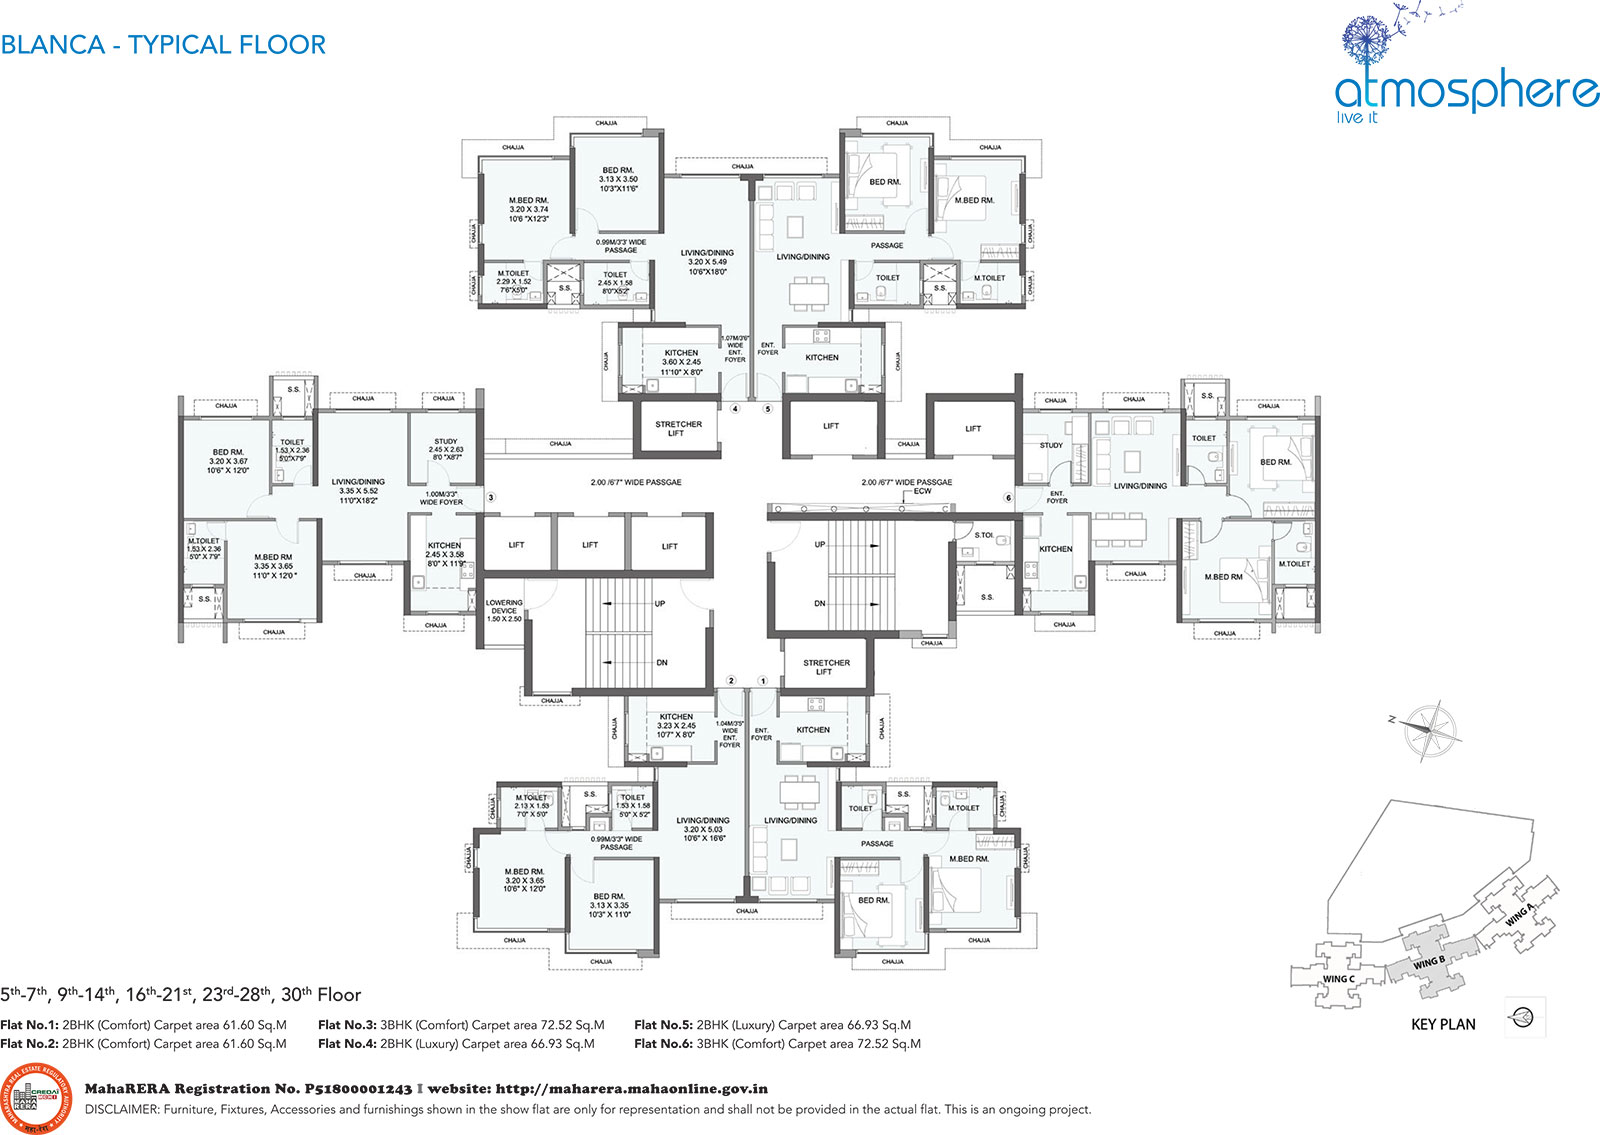 BLANCA - TYPICAL FLOOR
atmosphere
live it
CHAJJA
CHAJJA
BED RM.
3.13 X 3.50
10'3"X11'6"
M.BED RM.
3.20 X 3.74
10'6 "X12'3"
CHAJJA
0.99M/3'3' WIDE
PASSAGE
M.TOILET
2.29 X 1.52
7'6"X5'0"
CHAJJA
S.S.
TOILET
2.45 X 1.58
8'0"X5'2"
CHAJJA
LIVING/DINING
3.20 X 5.49
10'6"X18'0"
KITCHEN
3.60 X 2.45
11'10" X 8'0"
CHAJJA
1.07M/3'6"
WIDE
ENT.
FOYER
4
CHAJJA
CHAJJA
BED RM.
M.BED RM.
CHAJJA
PASSAGE
LIVING/DINING
TOILET
S.S.
M.TOILET
CHAJJA
ENT.
FOYER
KITCHEN
CHAJJA
5
STRETCHER
LIFT
LIFT
CHAJJA
LIFT
CHAJJA
S.S.
CHAJJA
CHAJJA
CHAJJA
BED RM.
3.20 X 3.67
10'6" X 12'0"
TOILET
1.53 X 2.36
5'0"X7'9"
STUDY
2.45 X 2.63
8'0 "X8'7"
LIVING/DINING
3.35 X 5.52
11'0"X18'2"
1.00M/3'3"
WIDE FOYER
3
M.TOILET
1.53 X 2.36
5'0" X 7'9"
M.BED RM
3.35 X 3.65
11'0" X 12'0 "
KITCHEN
2.45 X 3.58
8'0" X 11'9"
CHAJJA
S.S.
CHAJJA
CHAJJA
2.00 /6'7" WIDE PASSGAE
2.00 /6'7" WIDE PASSGAE
ECW
6
LIFT
LIFT
LIFT
LOWERING
DEVICE
1.50 X 2.50
UP
DN
CHAJJA
UP
DN
S.TOI.
S.S.
CHAJJA
CHAJJA
CHAJJA
S.S.
CHAJJA
STUDY
TOILET
BED RM.
LIVING/DINING
ENT.
FOYER
KITCHEN
M.BED RM
M.TOILET
CHAJJA
CHAJJA
CHAJJA
STRETCHER
LIFT
2
1
KITCHEN
3.23 X 2.45
10'7" X 8'0"
CHAJJA
1.04M/3'5"
WIDE
ENT.
FOYER
ENT.
FOYER
KITCHEN
CHAJJA
M.TOILET
2.13 X 1.53
7'0" X 5'0"
CHAJJA
S.S.
TOILET
1.53 X 1.58
5'0" X 5'2"
LIVING/DINING
3.20 X 5.03
10'6" X 16'6"
0.99M/3'3" WIDE
PASSAGE
CHAJJA
M.BED RM.
3.20 X 3.65
10'6" X 12'0"
BED RM.
3.13 X 3.35
10'3" X 11'0"
CHAJJA
CHAJJA
CHAJJA
LIVING/DINING
TOILET
S.S.
M.TOILET
CHAJJA
PASSAGE
M.BED RM.
CHAJJA
BED RM.
CHAJJA
CHAJJA
N
WING A
WING B
WING C
KEY PLAN
5th-7th, 9th-14th, 16th-21st, 23rd-28th, 30th Floor
Flat No.1: 2BHK (Comfort) Carpet area 61.60 Sq.M
Flat No.3: 3BHK (Comfort) Carpet area 72.52 Sq.M
Flat No.5: 2BHK (Luxury) Carpet area 66.93 Sq.M
Flat No.2: 2BHK (Comfort) Carpet area 61.60 Sq.M
Flat No.4: 2BHK (Luxury) Carpet area 66.93 Sq.M
Flat No.6: 3BHK (Comfort) Carpet area 72.52 Sq.M
MAHARASHTRA REAL ESTATE REGULATORY AUTHORITY
MAHA
RERA
CREDAI
MCHI
महा-रेरा
MahaRERA Registration No. P51800001243 I website: http://maharera.mahaonline.gov.in
DISCLAIMER: Furniture, Fixtures, Accessories and furnishings shown in the show flat are only for representation and shall not be provided in the actual flat. This is an ongoing project.